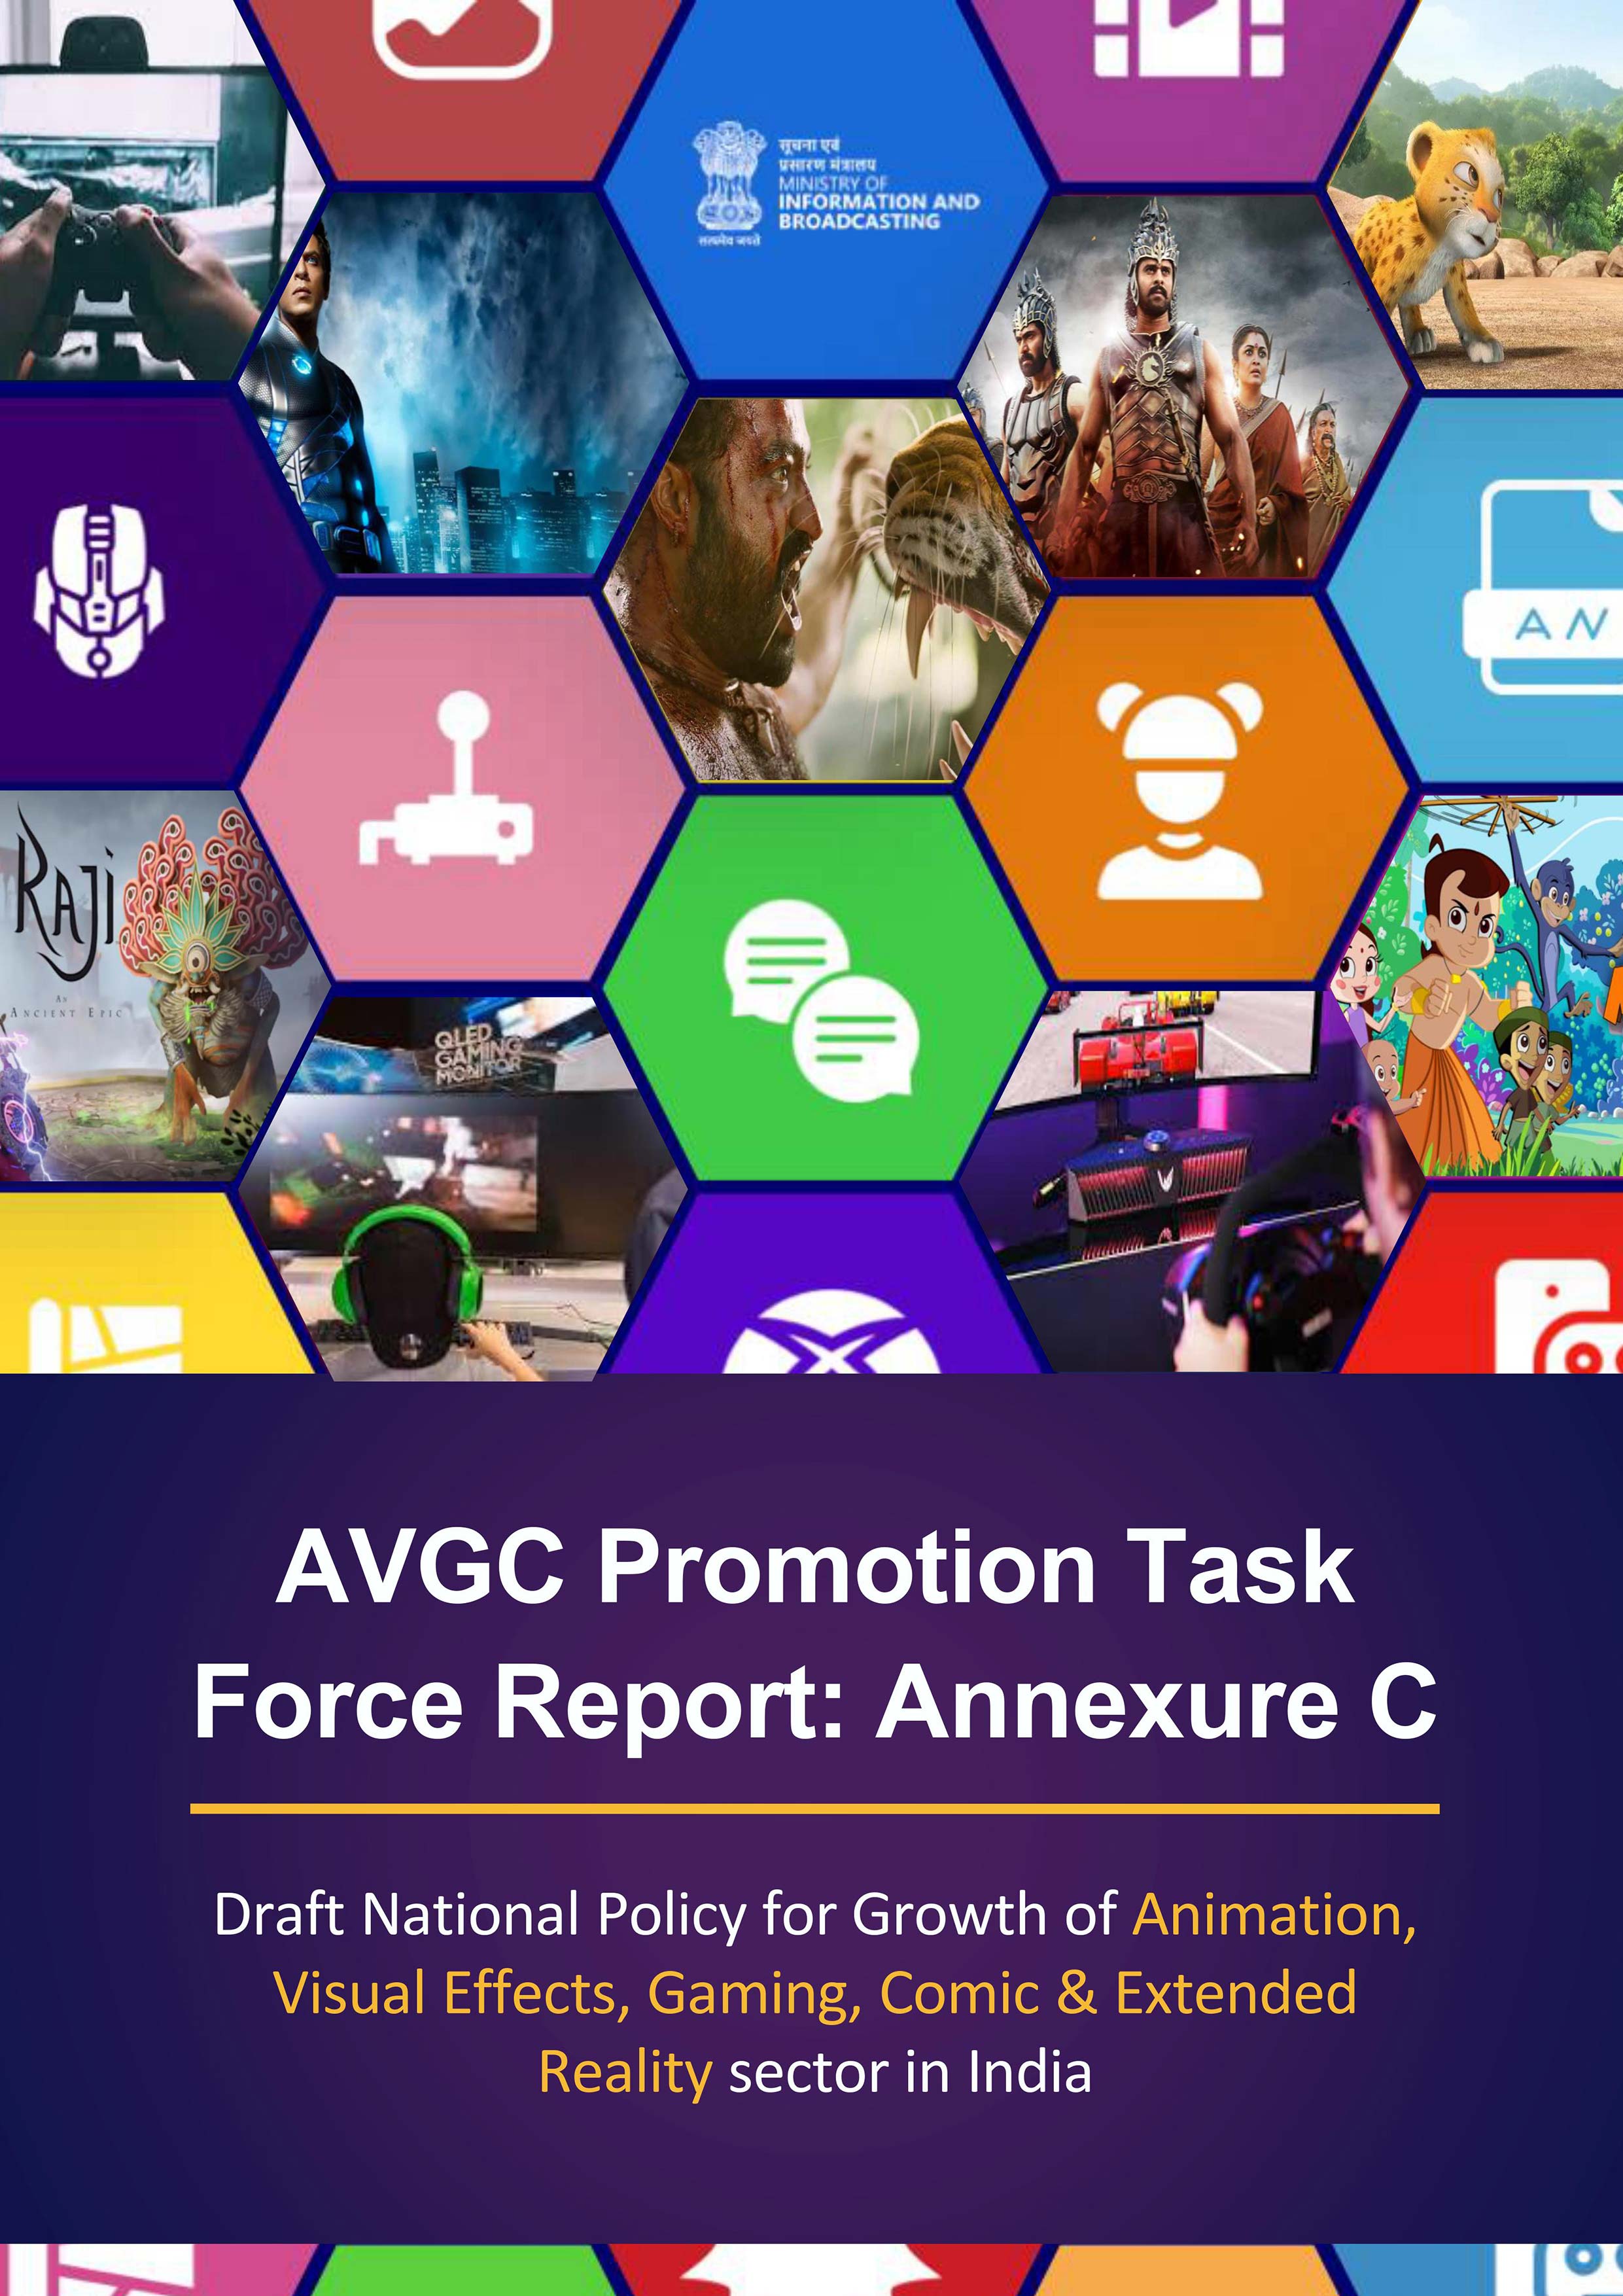 सूचना एवं
प्रसारण मंत्रालय
MINISTRY OF
INFORMATION AND
BROADCASTING
सत्यमेव जयते
AN
RAJI
AN
ANCIENT EPIC
QLED
GAMING
MONITOR
AVGC Promotion Task
Force Report: Annexure C
Draft National Policy for Growth of Animation,
Visual Effects, Gaming, Comic & Extended
Reality sector in India